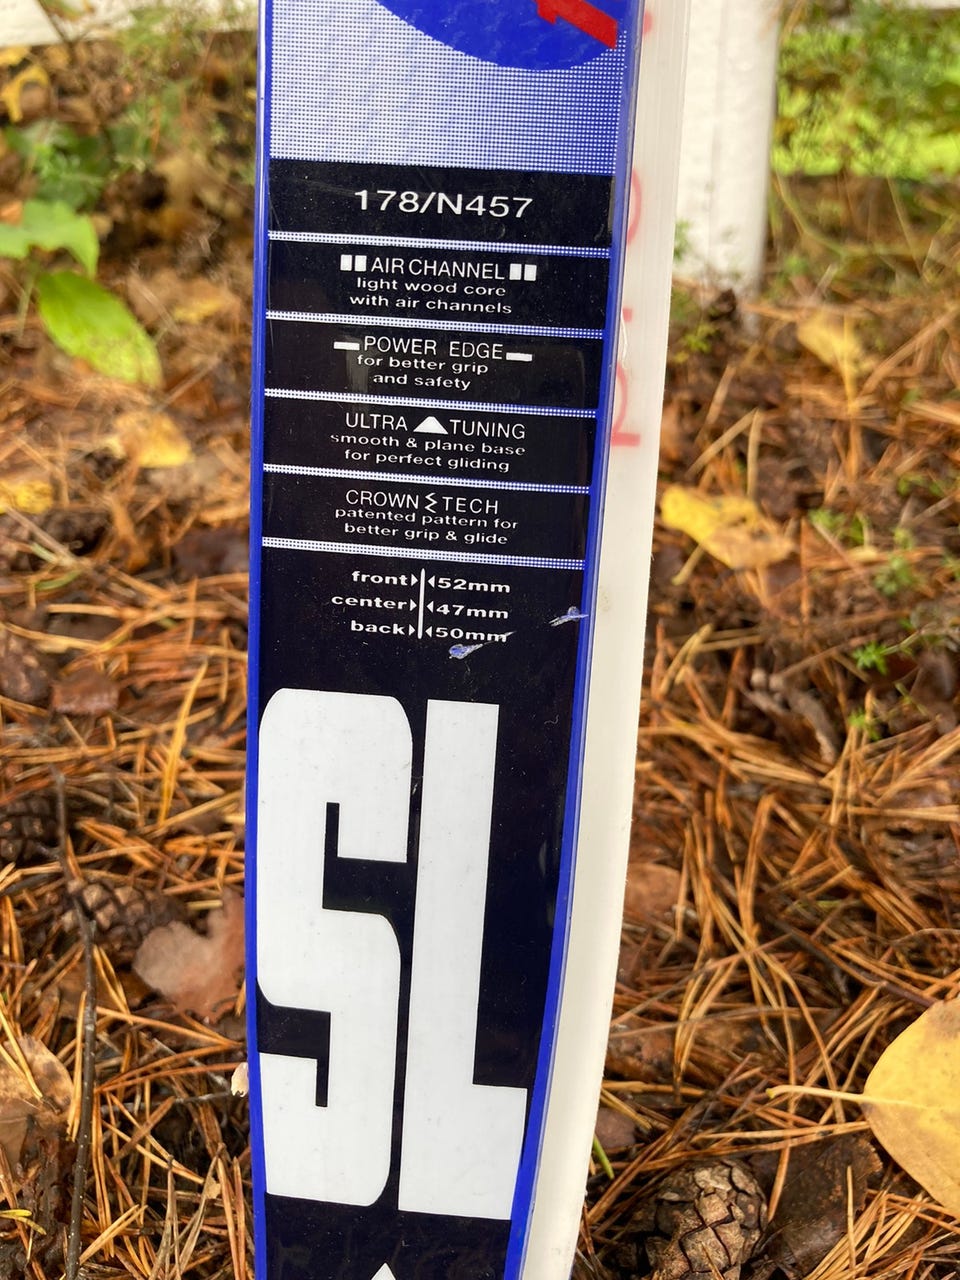 178/N457
AIR CHANNEL
light wood core
with air channels
POWER EDGE
for better grip
and safety
ULTRA TUNING
smooth & plane base
for perfect gliding
CROWN TECH
patented pattern for
better grip & glide
front 52mm
center 47mm
back 50mm
SL